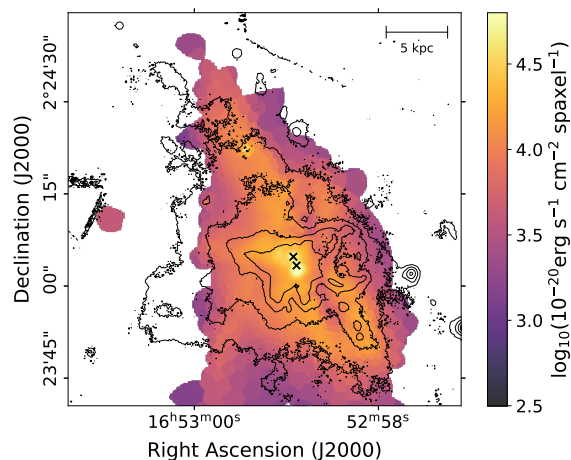 5 kpc
2°24'30"
15"
00"
23'45"
Declination (J2000)
16ʰ53ᵐ00ˢ
52ᵐ58ˢ
Right Ascension (J2000)
4.5
4.0
3.5
3.0
2.5
log₁₀(10⁻²⁰erg s⁻¹ cm⁻² spaxel⁻¹)